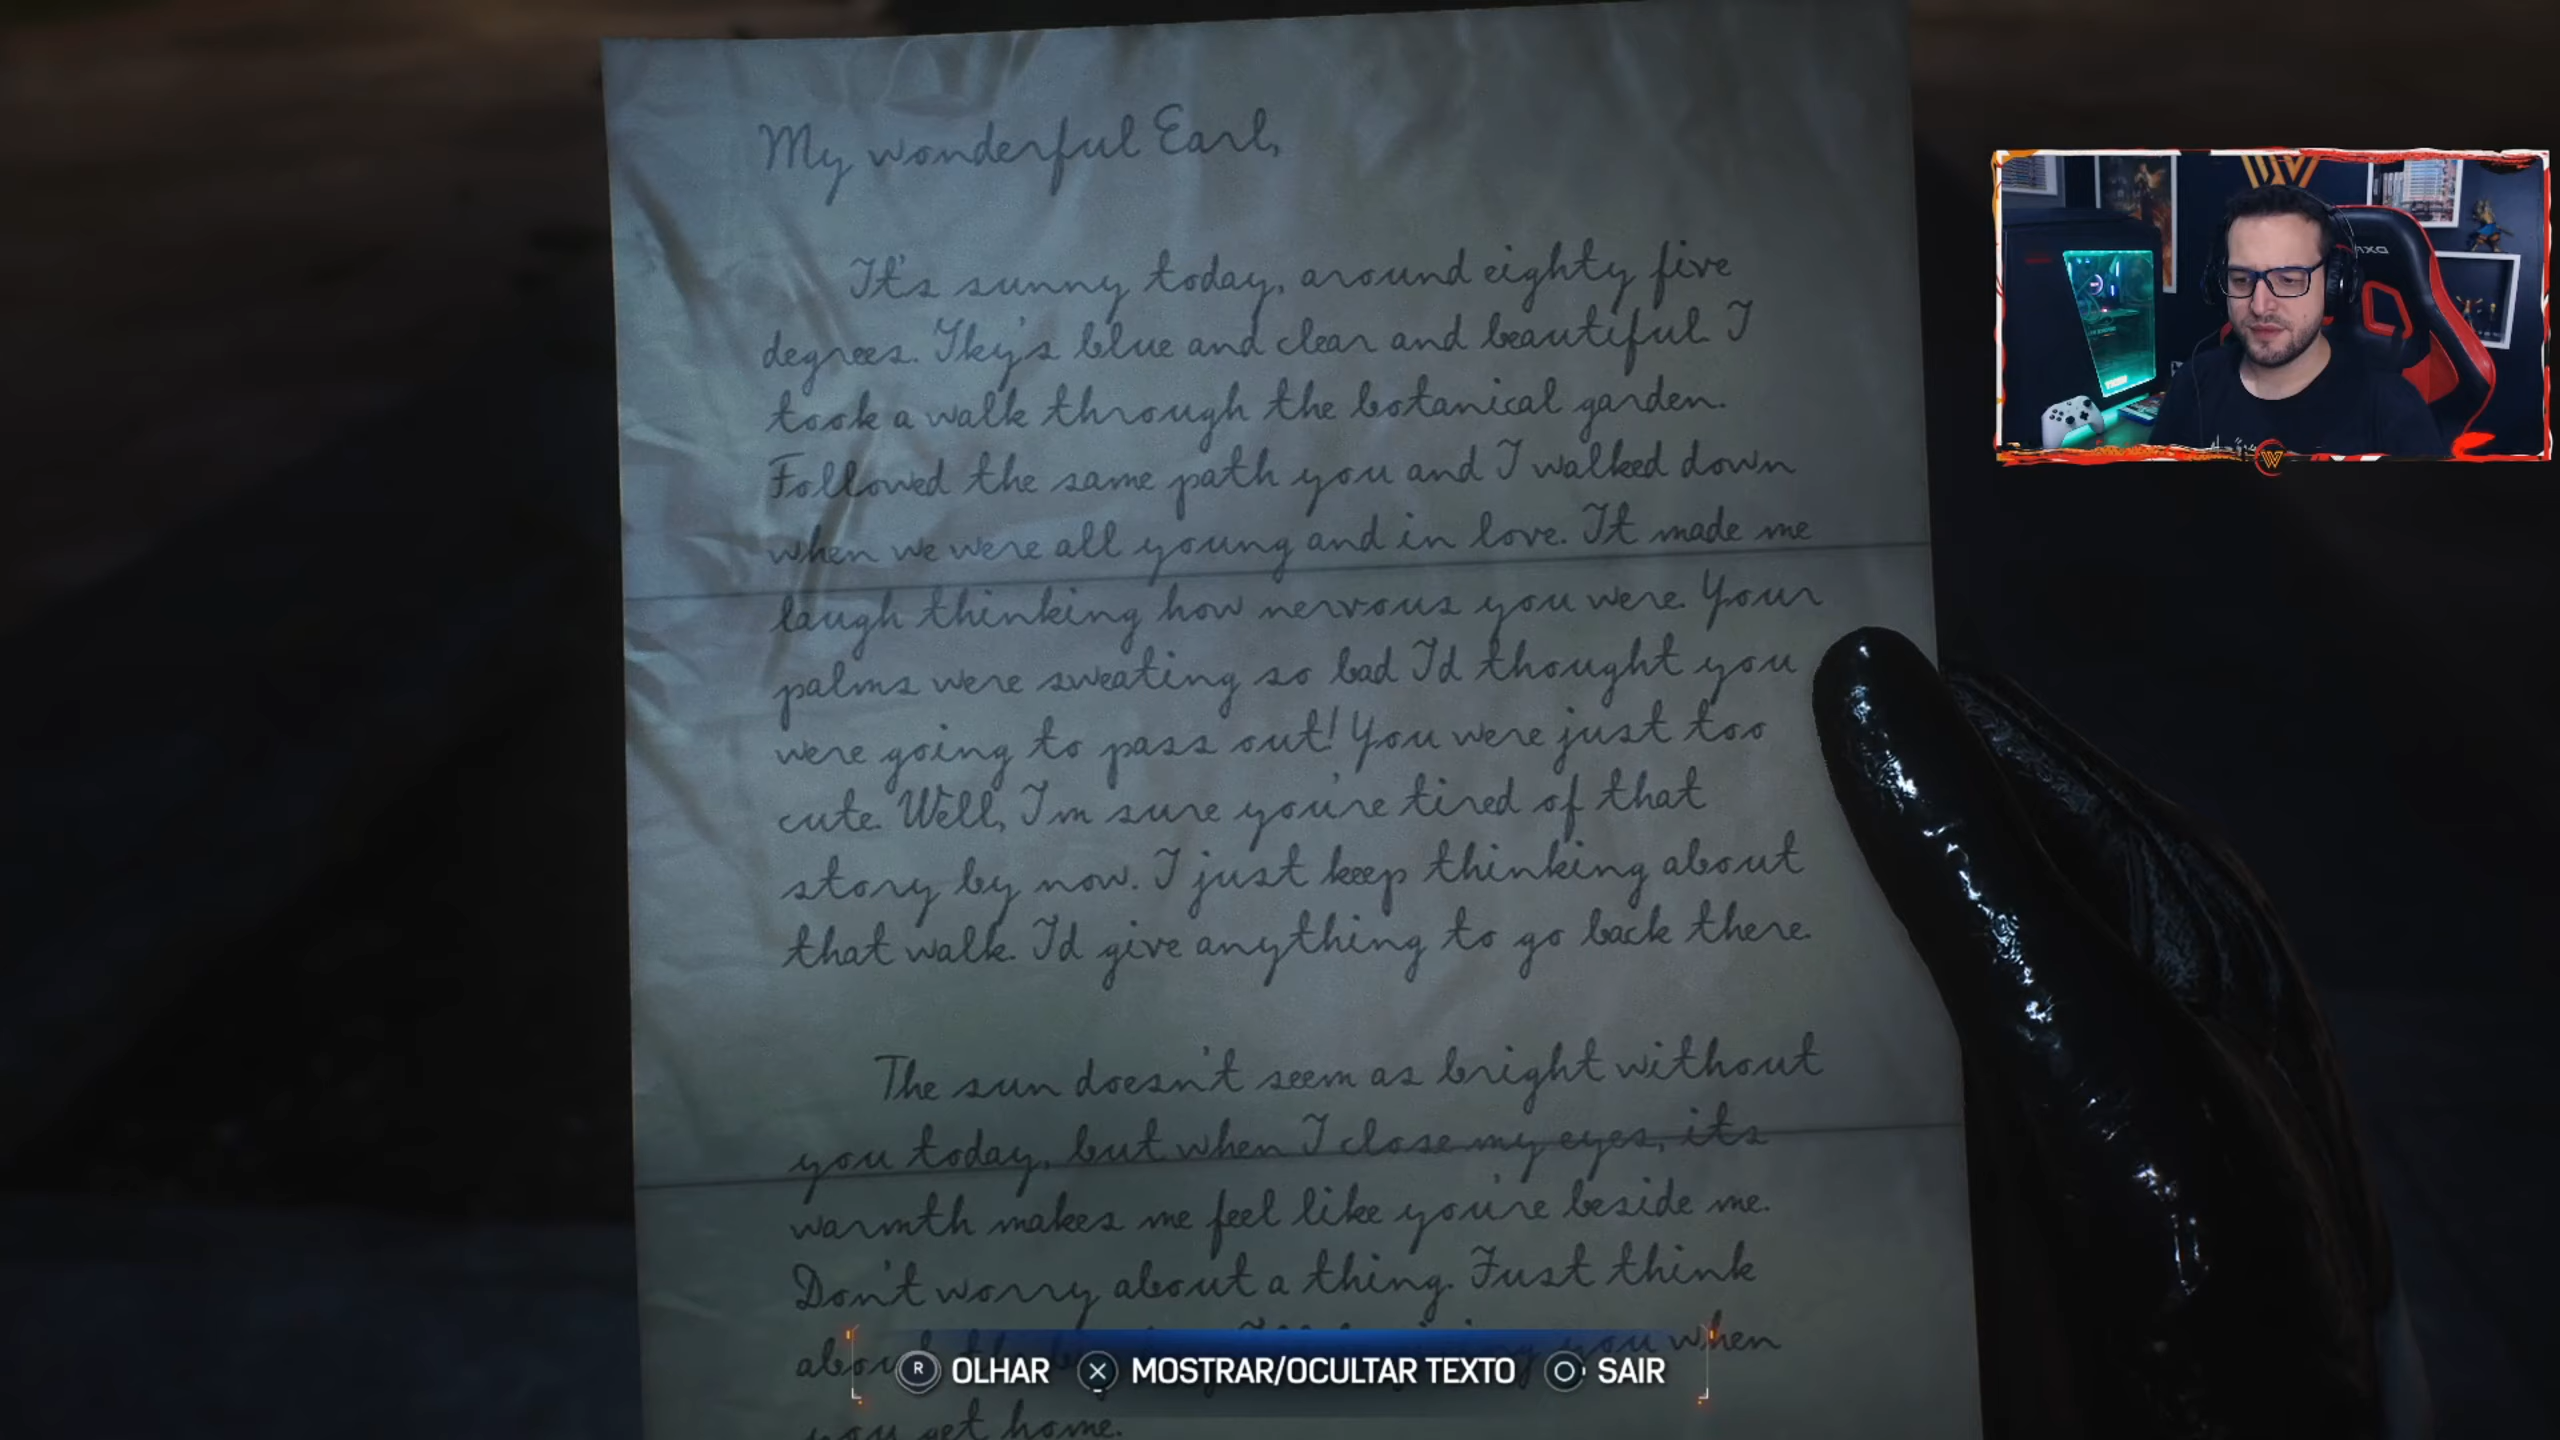 My wonderful Earl,
It's sunny today, around eighty five
degrees. Sky's blue and clear and beautiful. I
took a walk through the botanical garden.
Followed the same path you and I walked down
when we were all young and in love. It made me
laugh thinking how nervous you were. Your
palms were sweating so bad I'd thought you
were going to pass out! You were just too
cute. Well, I'm sure you're tired of that
story by now. I just keep thinking about
that walk. I'd give anything to go back there.
The sun doesn't seem as bright without
you today, but when I close my eyes, its
warmth makes me feel like you're beside me.
Don't worry about a thing. Just think
about you when
R OLHAR MOSTRAR/OCULTAR TEXTO SAIR
you get home.